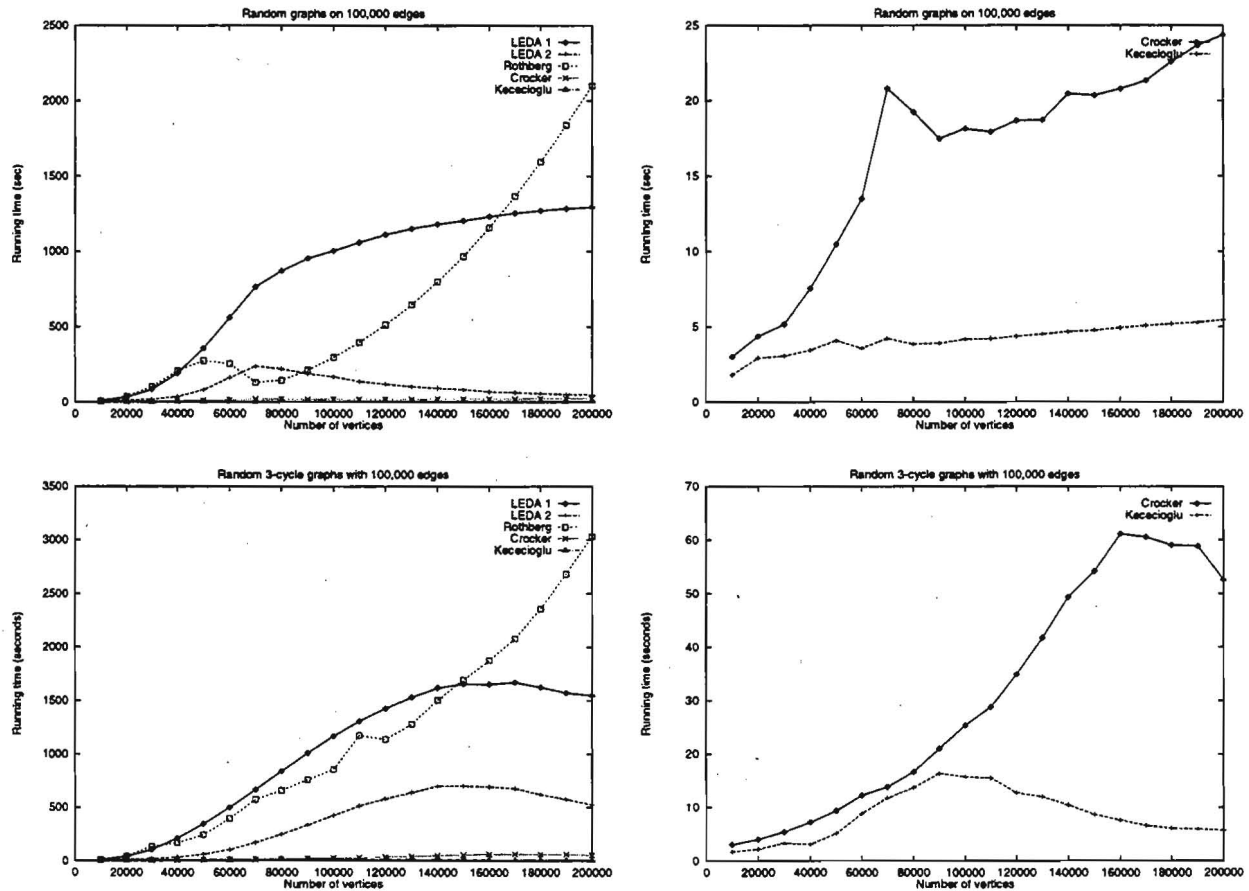 Random graphs on 100,000 edges
2500
2000
1500
1000
500
0
Running time (sec)
LEDA 1
LEDA 2
Rothberg
Crocker
Kececioglu
0 20000 40000 60000 80000 100000 120000 140000 160000 180000 200000
Number of vertices
Random graphs on 100,000 edges
25
20
15
10
5
0
Running time (sec)
Crocker
Kececioglu
0 20000 40000 60000 80000 100000 120000 140000 160000 180000 200000
Number of vertices
Random 3-cycle graphs with 100,000 edges
3500
3000
2500
2000
1500
1000
500
0
Running time (seconds)
LEDA 1
LEDA 2
Rothberg
Crocker
Kececioglu
0 20000 40000 60000 80000 100000 120000 140000 160000 180000 200000
Number of vertices
Random 3-cycle graphs with 100,000 edges
70
60
50
40
30
20
10
0
Running time (seconds)
Crocker
Kececioglu
0 20000 40000 60000 80000 100000 120000 140000 160000 180000 200000
Number of vertices